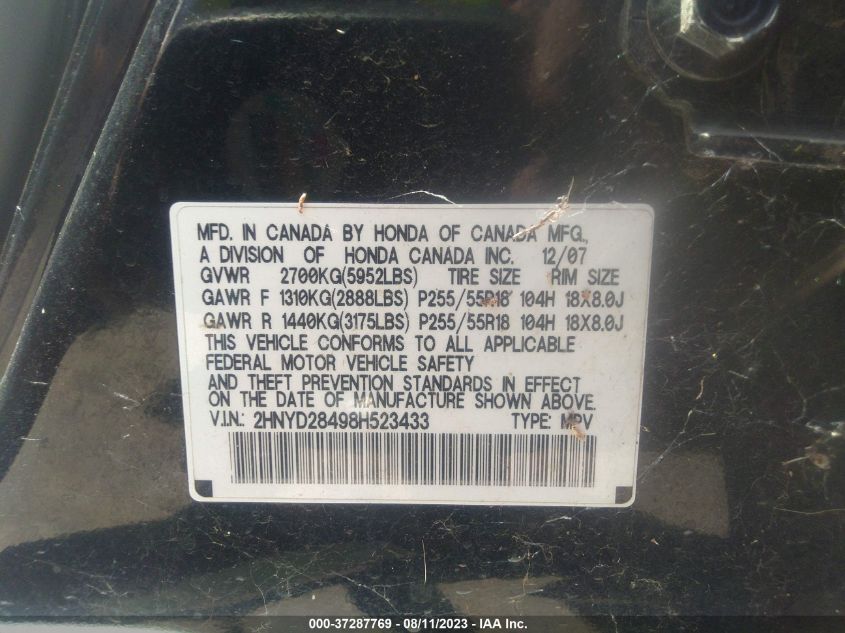 MFD. IN CANADA BY HONDA OF CANADA MFG.,
A DIVISION OF HONDA CANADA INC. 12/07
GVWR 2700KG(5952LBS) TIRE SIZE RIM SIZE
GAWR F 1310KG(2888LBS) P255/55R18 104H 18X8.0J
GAWR R 1440KG(3175LBS) P255/55R18 104H 18X8.0J
THIS VEHICLE CONFORMS TO ALL APPLICABLE
FEDERAL MOTOR VEHICLE SAFETY
AND THEFT PREVENTION STANDARDS IN EFFECT
ON THE DATE OF MANUFACTURE SHOWN ABOVE.
V.I.N.: 2HNYD28498H523433 TYPE: MPV
000-37287769 - 08/11/2023 - IAA Inc.